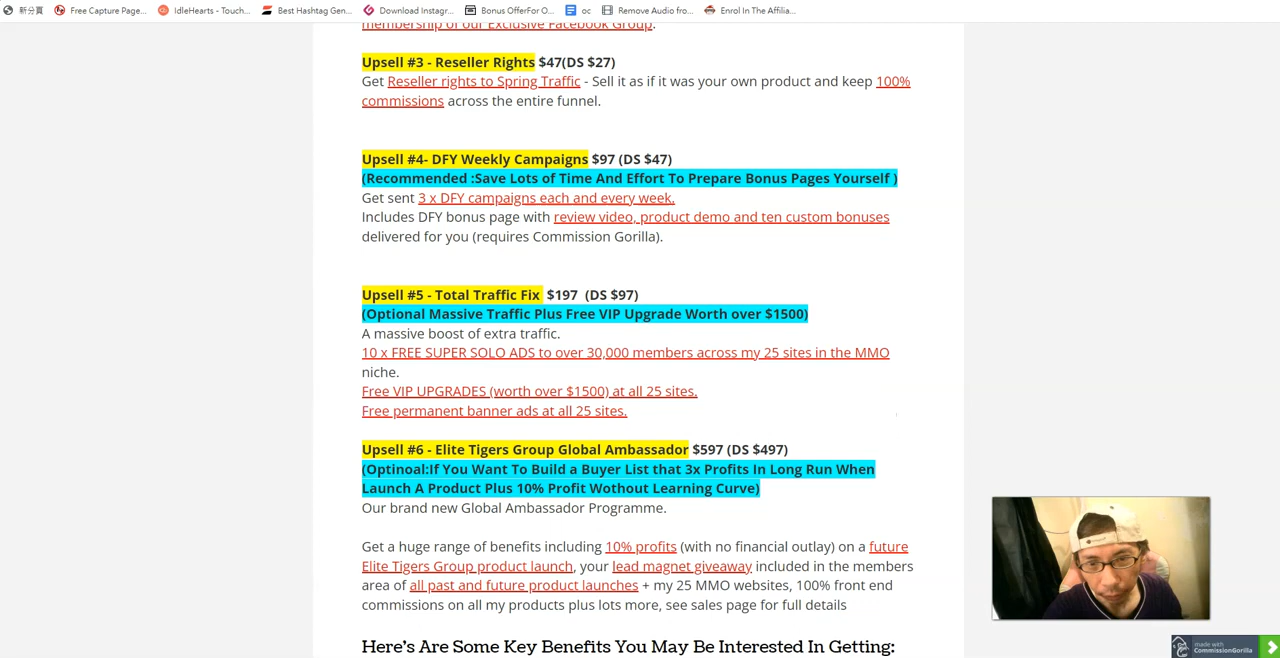 新分頁 Free Capture Page... IdleHearts - Touch... Best Hashtag Gen... Download Instagr... Bonus OfferFor O... oc Remove Audio fro... Enrol In The Affilia...
membership of our Exclusive Facebook Group.
Upsell #3 - Reseller Rights $47(DS $27)
Get Reseller rights to Spring Traffic - Sell it as if it was your own product and keep 100%
commissions across the entire funnel.
Upsell #4- DFY Weekly Campaigns $97 (DS $47)
(Recommended :Save Lots of Time And Effort To Prepare Bonus Pages Yourself )
Get sent 3 x DFY campaigns each and every week.
Includes DFY bonus page with review video, product demo and ten custom bonuses
delivered for you (requires Commission Gorilla).
Upsell #5 - Total Traffic Fix $197 (DS $97)
(Optional Massive Traffic Plus Free VIP Upgrade Worth over $1500)
A massive boost of extra traffic.
10 x FREE SUPER SOLO ADS to over 30,000 members across my 25 sites in the MMO
niche.
Free VIP UPGRADES (worth over $1500) at all 25 sites.
Free permanent banner ads at all 25 sites.
Upsell #6 - Elite Tigers Group Global Ambassador $597 (DS $497)
(Optinoal:If You Want To Build a Buyer List that 3x Profits In Long Run When
Launch A Product Plus 10% Profit Wothout Learning Curve)
Our brand new Global Ambassador Programme.
Get a huge range of benefits including 10% profits (with no financial outlay) on a future
Elite Tigers Group product launch, your lead magnet giveaway included in the members
area of all past and future product launches + my 25 MMO websites, 100% front end
commissions on all my products plus lots more, see sales page for full details
Here's Are Some Key Benefits You May Be Interested In Getting:
made with
CommissionGorilla